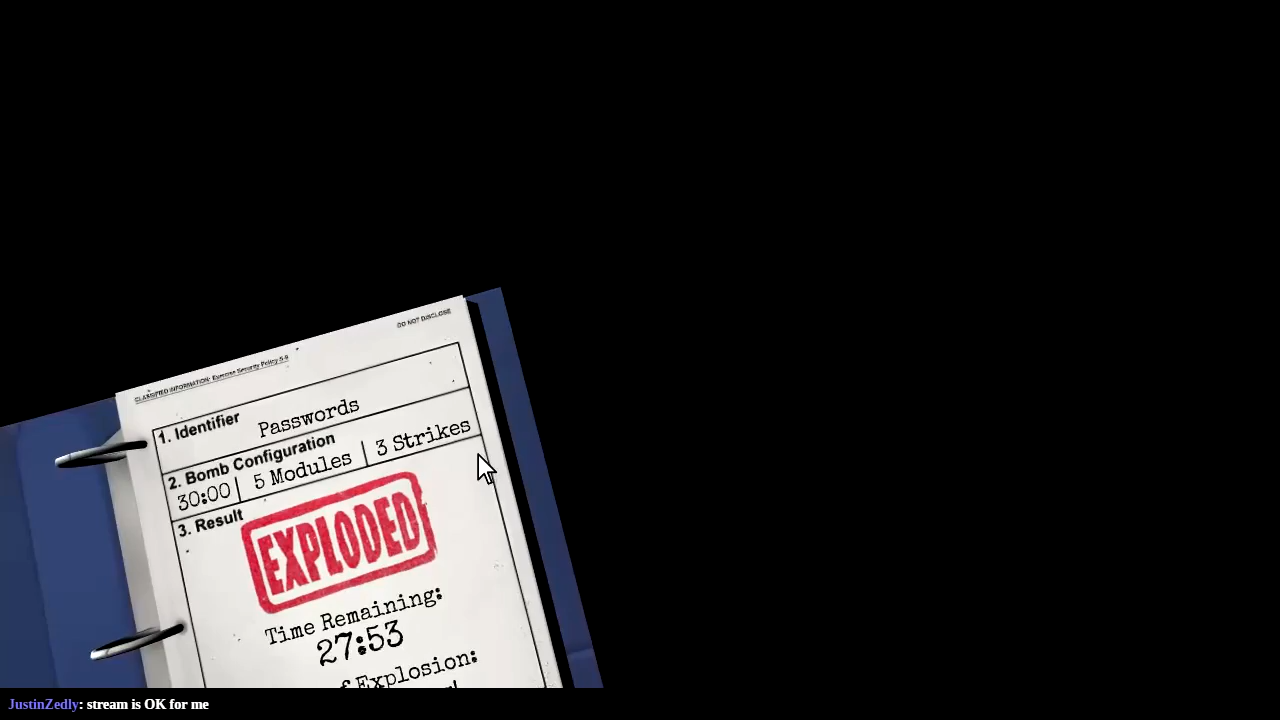 DO NOT DISCLOSE
CLASSIFIED INFORMATION: Exercise Security Policy 5-9
1. Identifier
Passwords
2. Bomb Configuration
30:00 | 5 Modules | 3 Strikes
3. Result
EXPLODED
Time Remaining:
27:53
Explosion:
JustinZedly: stream is OK for me